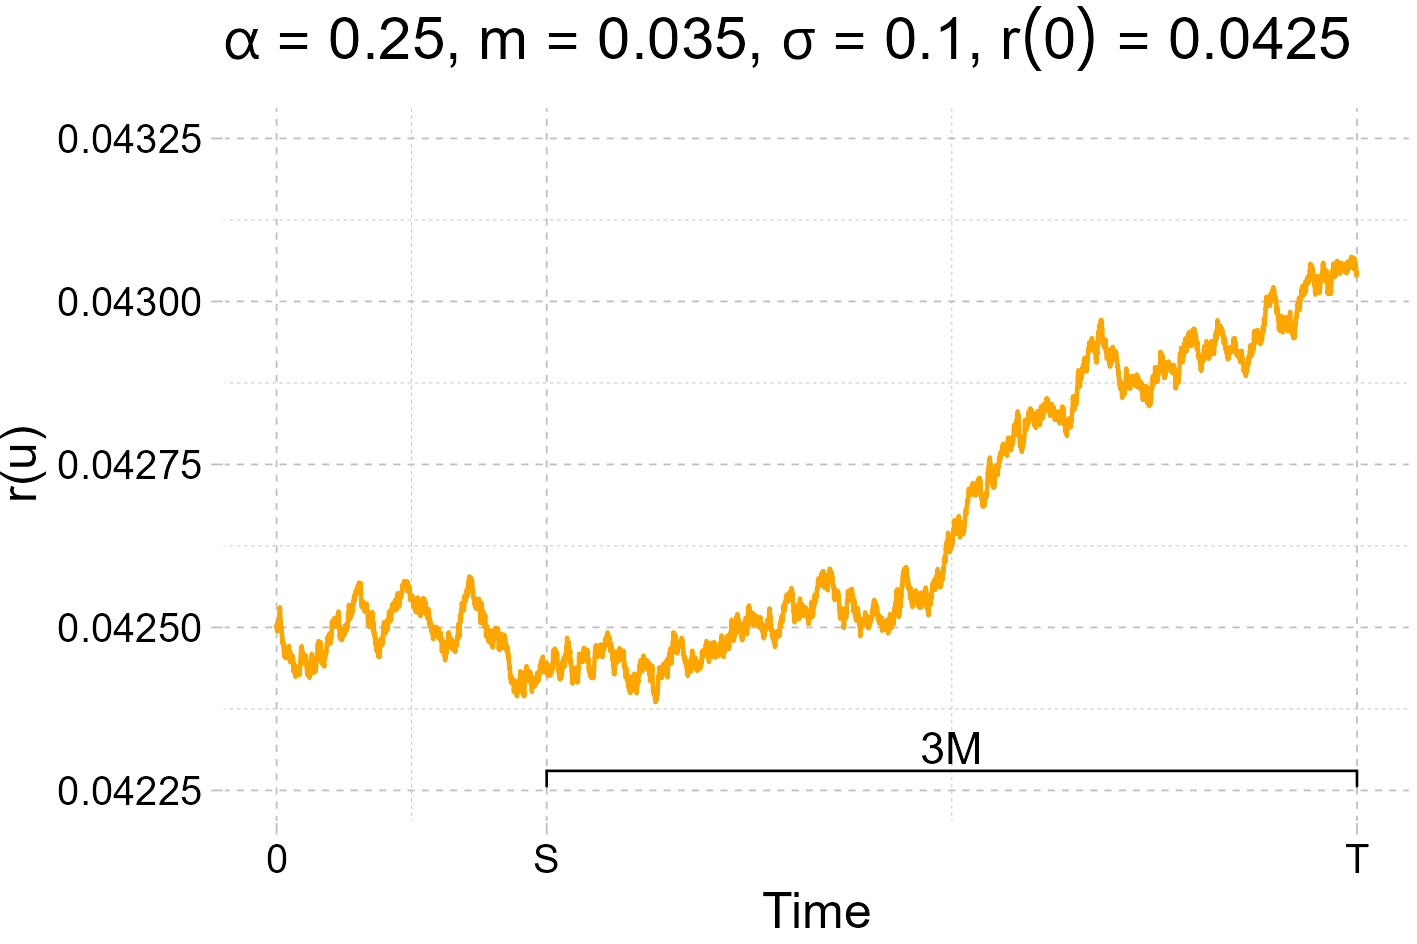 α = 0.25, m = 0.035, σ = 0.1, r(0) = 0.0425
0.04325
0.04300
0.04275
0.04250
0.04225
r(u)
3M
0 S T
Time